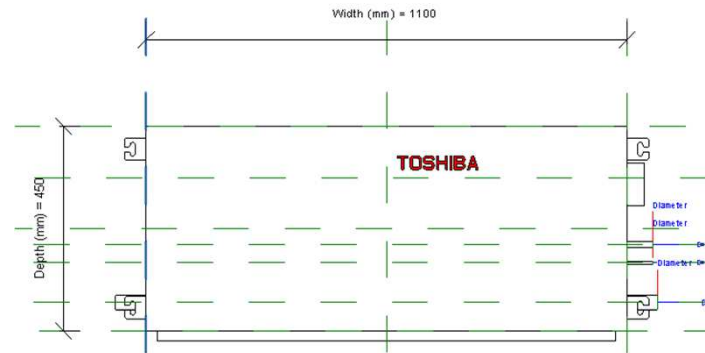 Width (mm) = 1100
TOSHIBA
Depth (mm) = 450
Diameter
Diameter
Diameter